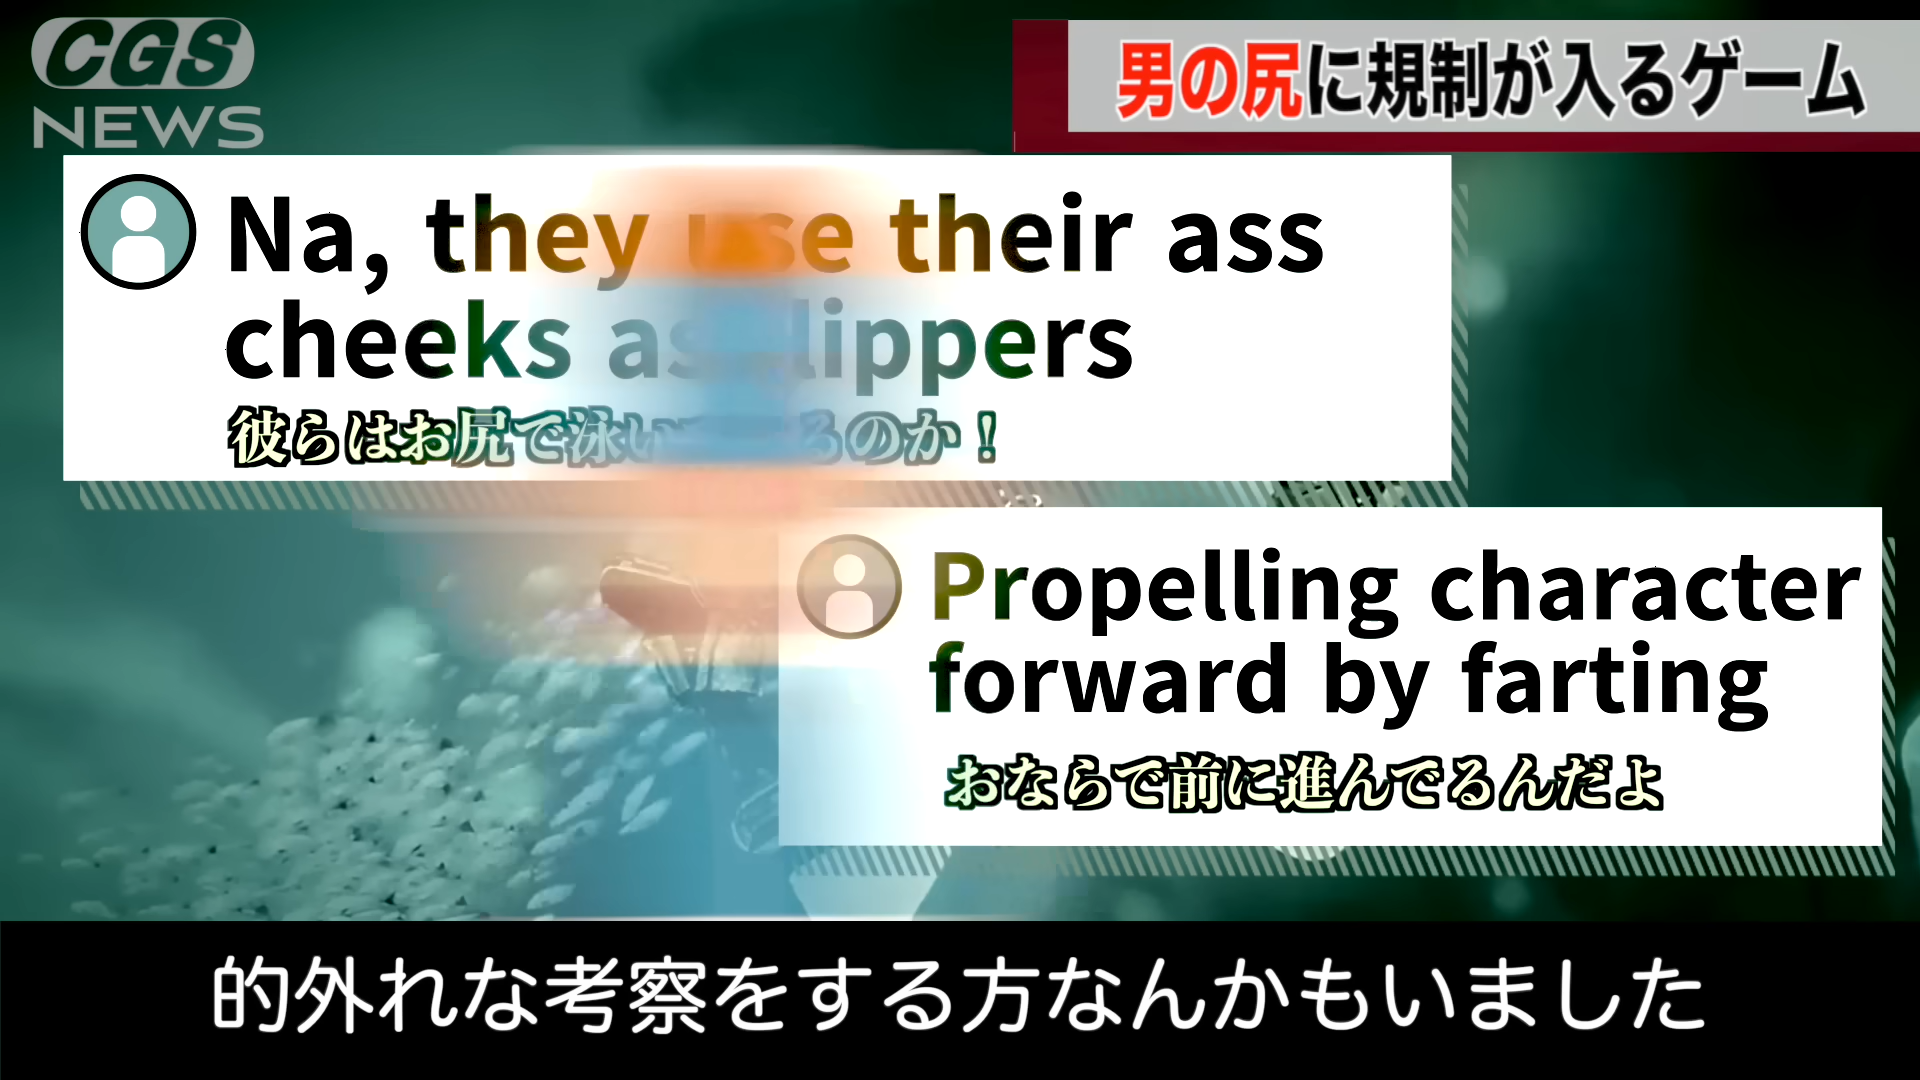 CGS
NEWS
男の尻に規制が入るゲーム
Na, they use their ass
cheeks as lippers
彼らはお尻で泳い るのか！
Propelling character
forward by farting
おならで前に進んでるんだよ
的外れな考察をする方なんかもいました